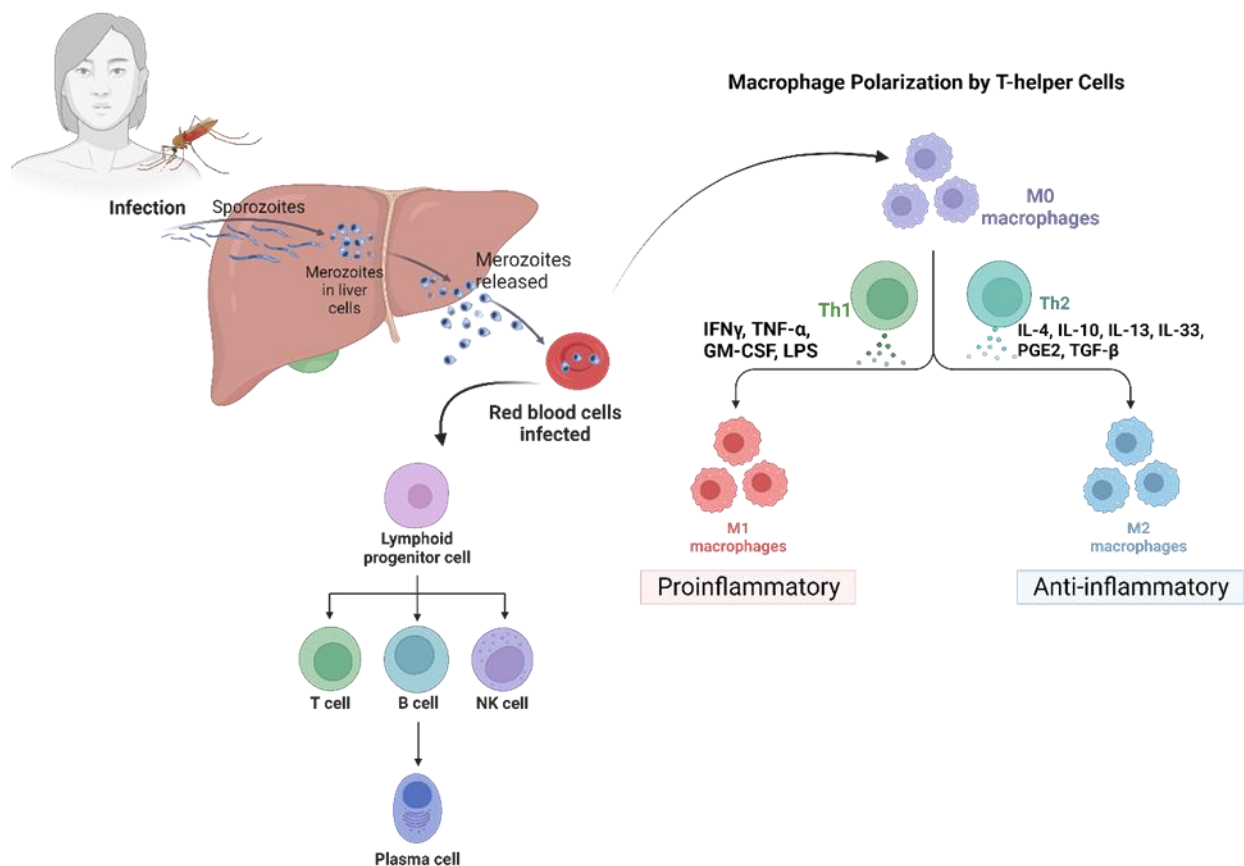 Macrophage Polarization by T-helper Cells
M0
macrophages
Infection
Sporozoites
Merozoites
in liver
cells
Merozoites
released
Th1
Th2
IFNγ, TNF-α,
GM-CSF, LPS
IL-4, IL-10, IL-13, IL-33,
PGE2, TGF-β
Red blood cells
infected
M1
macrophages
M2
macrophages
Lymphoid
progenitor cell
Proinflammatory
Anti-inflammatory
T cell
B cell
NK cell
Plasma cell